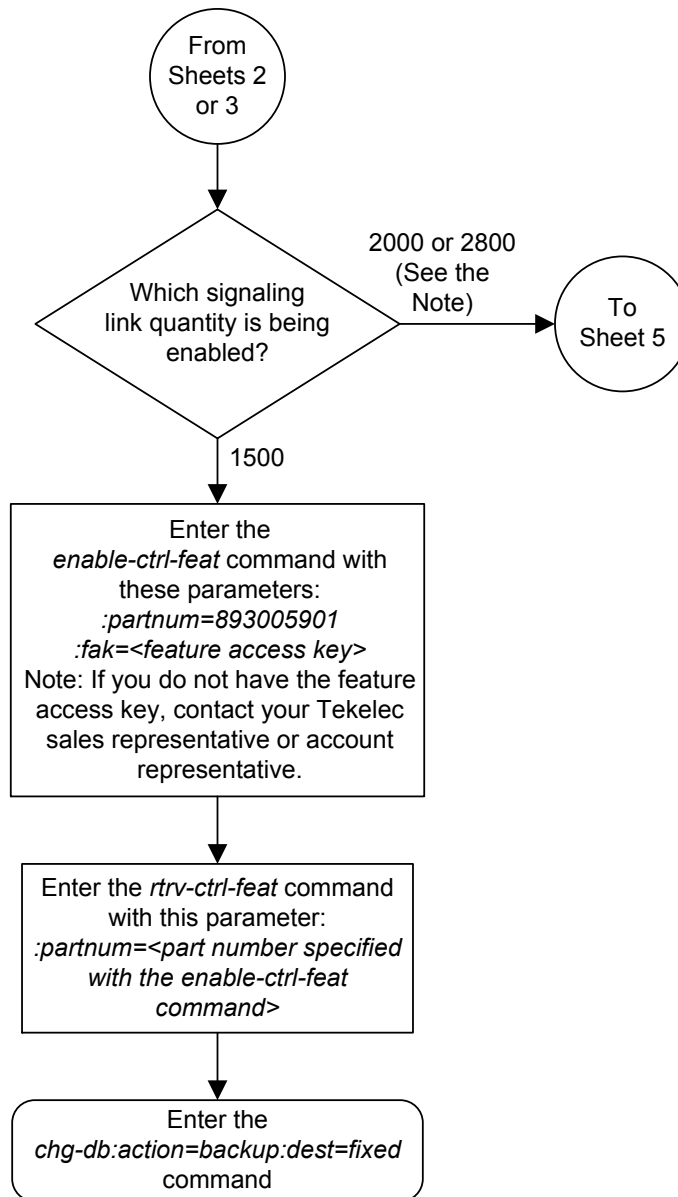 From
Sheets 2
or 3
Which signaling
link quantity is being
enabled?
2000 or 2800
(See the
Note)
To
Sheet 5
1500
Enter the
enable-ctrl-feat command with
these parameters:
:partnum=893005901
:fak=<feature access key>
Note: If you do not have the feature
access key, contact your Tekelec
sales representative or account
representative.
Enter the rtrv-ctrl-feat command
with this parameter:
:partnum=<part number specified
with the enable-ctrl-feat
command>
Enter the
chg-db:action=backup:dest=fixed
command